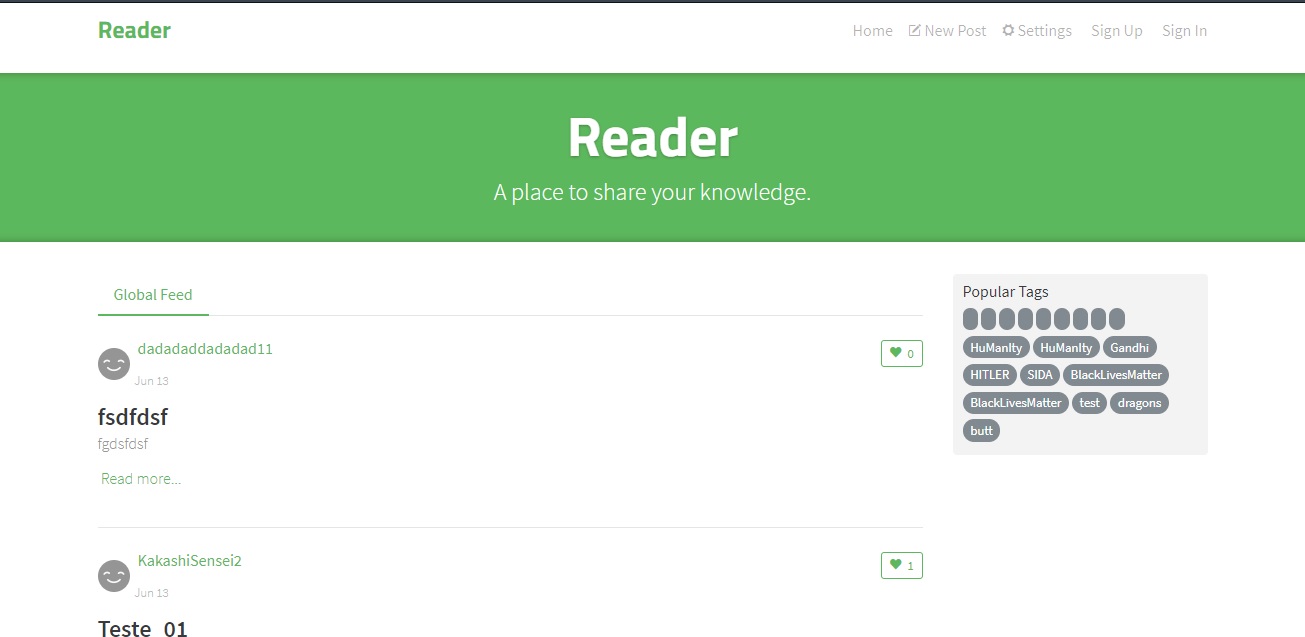 Reader
Home New Post Settings Sign Up Sign In
Reader
A place to share your knowledge.
Global Feed
dadadaddadadad11
Jun 13
0
fsdfdsf
fgdsfdsf
Read more...
KakashiSensei2
Jun 13
1
Teste 01
Popular Tags
HuManIty HuManIty Gandhi
HITLER SIDA BlackLivesMatter
BlackLivesMatter test dragons
butt